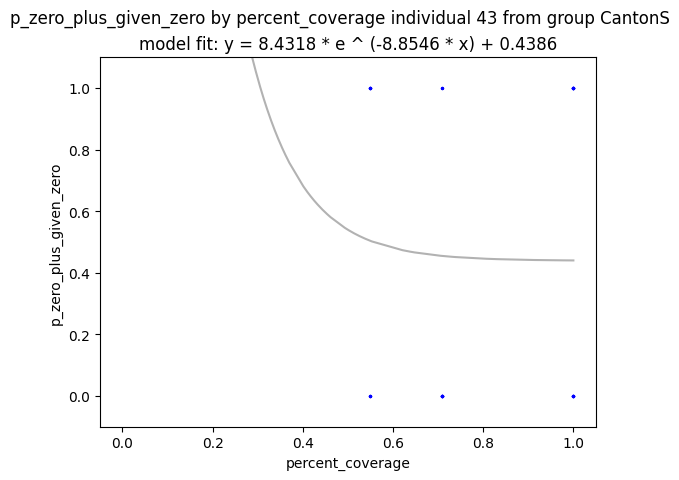 p_zero_plus_given_zero by percent_coverage individual 43 from group CantonS
model fit: y = 8.4318 * e ^ (-8.8546 * x) + 0.4386
1.0
0.8
0.6
0.4
0.2
0.0
p_zero_plus_given_zero
0.0 0.2 0.4 0.6 0.8 1.0
percent_coverage